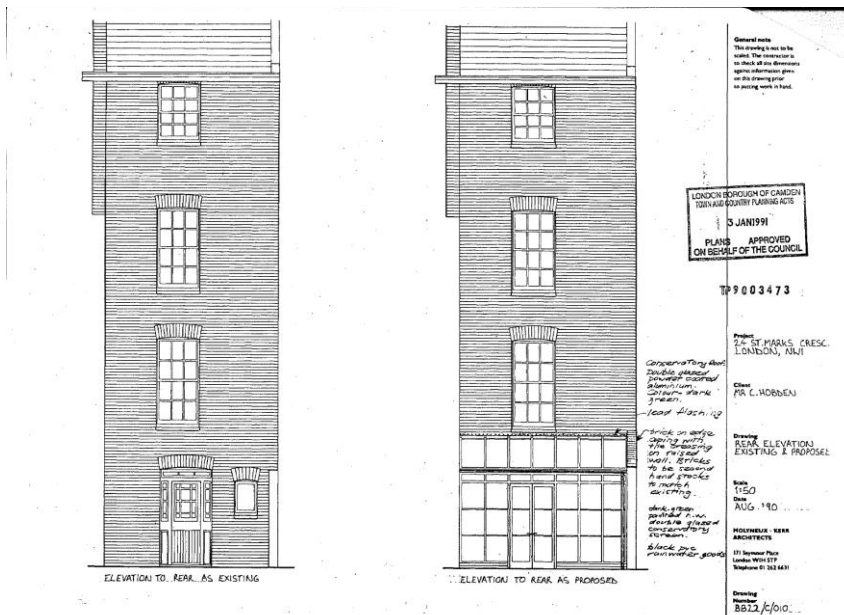 General note
This drawing is not to be
scaled. The contractor is
to check all site dimensions
against information given
on this drawing prior
to putting work in hand.
LONDON BOROUGH OF CAMDEN
TOWN AND COUNTRY PLANNING ACTS
3 JAN 1991
PLANS APPROVED
ON BEHALF OF THE COUNCIL
TP9003473
Project
24 ST. MARKS CRESC.
LONDON, NW1
Client
MR C. HOBDEN
Drawing
REAR ELEVATION
EXISTING & PROPOSED
Scale
1:50
Date
AUG. '90
MOLYNEUX - KERR
ARCHITECTS
171 Seymour Place
London W1H 5TP
Telephone 01 262 6631
Drawing
Number
BB22/C/010
Conservatory Roof.
Double glazed
powder coated
aluminium.
Colour - dark
green.
lead flashing
brick on edge
coping with
tile creasing
on raised
wall. Bricks
to be second
hand stocks
to match
existing.
dark green
painted h.w.
double glazed
conservatory
screen.
black pvc
rainwater goods
ELEVATION TO REAR AS EXISTING
ELEVATION TO REAR AS PROPOSED